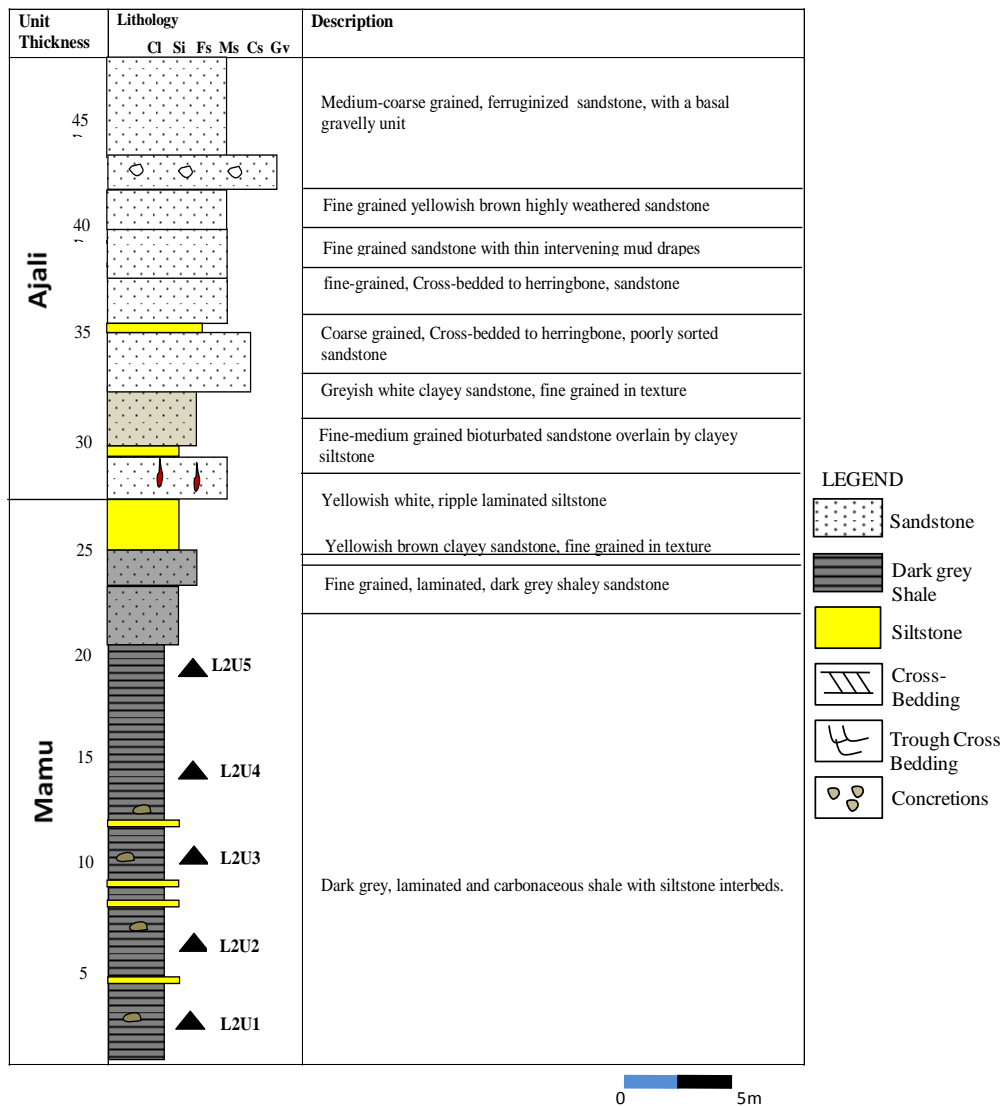 Unit
Thickness
Lithology
Description
Cl Si Fs Ms Cs Gv
Medium-coarse grained, ferruginized sandstone, with a basal
gravelly unit
45
Fine grained yellowish brown highly weathered sandstone
40
Fine grained sandstone with thin intervening mud drapes
Ajali
fine-grained, Cross-bedded to herringbone, sandstone
35
Coarse grained, Cross-bedded to herringbone, poorly sorted
sandstone
Greyish white clayey sandstone, fine grained in texture
30
Fine-medium grained bioturbated sandstone overlain by clayey
siltstone
Yellowish white, ripple laminated siltstone
25
Yellowish brown clayey sandstone, fine grained in texture
Fine grained, laminated, dark grey shaley sandstone
20
L2U5
15
L2U4
Mamu
10
L2U3
Dark grey, laminated and carbonaceous shale with siltstone interbeds.
L2U2
5
L2U1
LEGEND
Sandstone
Dark grey
Shale
Siltstone
Cross-
Bedding
Trough Cross
Bedding
Concretions
0
5m